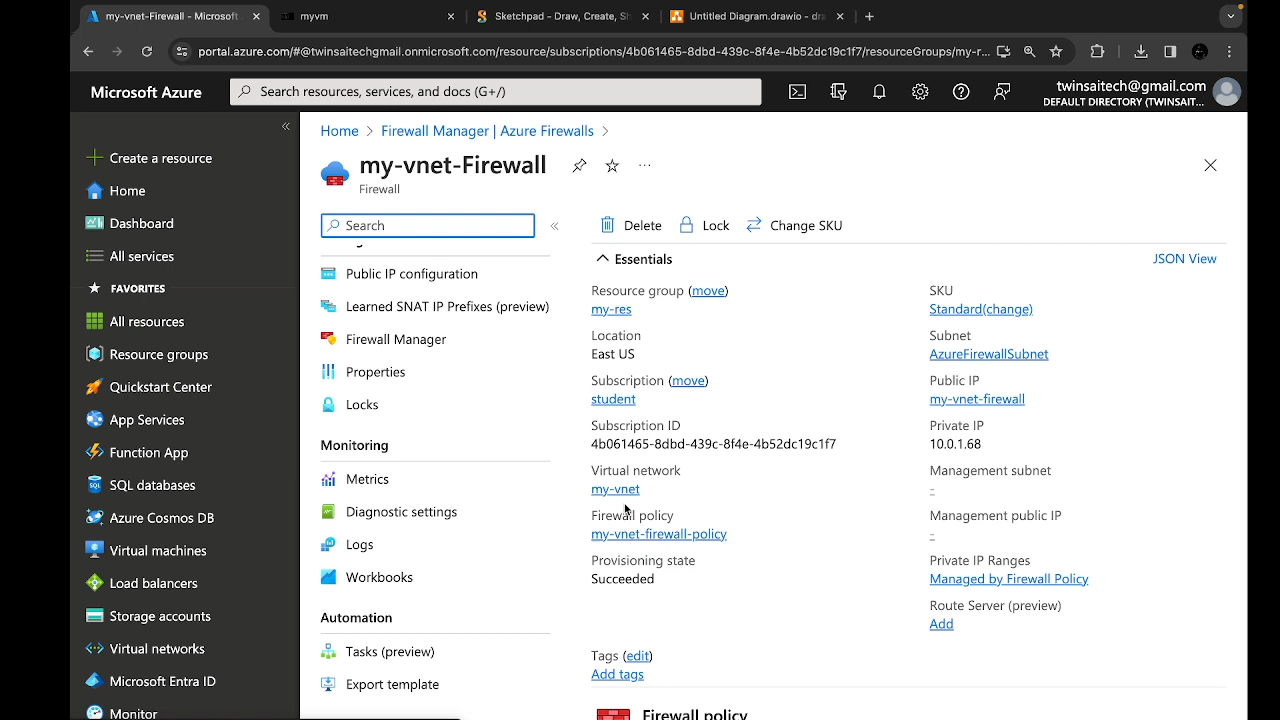 my-vnet-Firewall - Microsoft
myvm
Sketchpad - Draw, Create, Sh
Untitled Diagram.drawio - dra
portal.azure.com/#@twinsaitechgmail.onmicrosoft.com/resource/subscriptions/4b061465-8dbd-439c-8f4e-4b52dc19c1f7/resourceGroups/my-r...
Microsoft Azure
Search resources, services, and docs (G+/)
twinsaitech@gmail.com
DEFAULT DIRECTORY (TWINSAIT...
Create a resource
Home
Dashboard
All services
FAVORITES
All resources
Resource groups
Quickstart Center
App Services
Function App
SQL databases
Azure Cosmos DB
Virtual machines
Load balancers
Storage accounts
Virtual networks
Microsoft Entra ID
Monitor
Home > Firewall Manager | Azure Firewalls >
my-vnet-Firewall
Firewall
Search
Public IP configuration
Learned SNAT IP Prefixes (preview)
Firewall Manager
Properties
Locks
Monitoring
Metrics
Diagnostic settings
Logs
Workbooks
Automation
Tasks (preview)
Export template
Delete
Lock
Change SKU
Essentials
JSON View
Resource group (move)
my-res
Location
East US
Subscription (move)
student
Subscription ID
4b061465-8dbd-439c-8f4e-4b52dc19c1f7
Virtual network
my-vnet
Firewall policy
my-vnet-firewall-policy
Provisioning state
Succeeded
SKU
Standard(change)
Subnet
AzureFirewallSubnet
Public IP
my-vnet-firewall
Private IP
10.0.1.68
Management subnet
-
Management public IP
-
Private IP Ranges
Managed by Firewall Policy
Route Server (preview)
Add
Tags (edit)
Add tags
Firewall policy